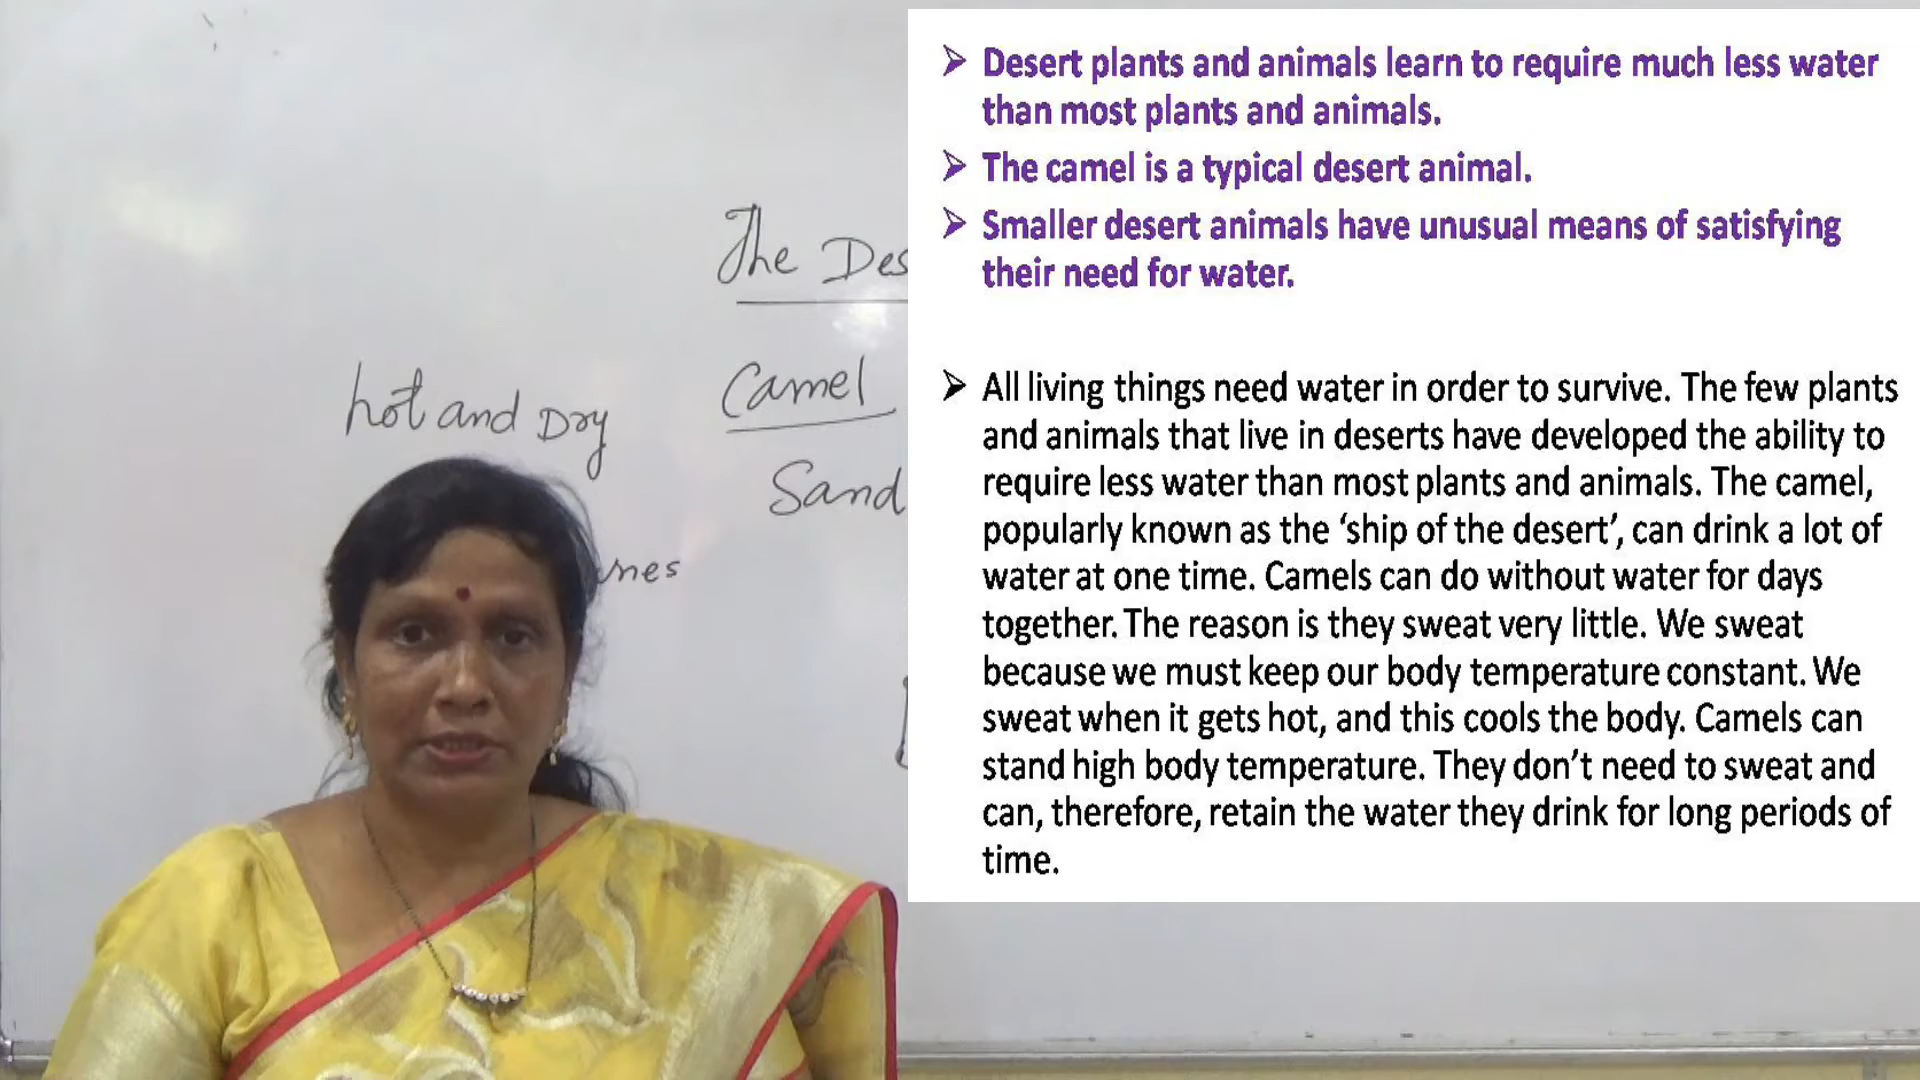 The Des
Camel
hot and Dry
Sand
➢ Desert plants and animals learn to require much less water
than most plants and animals.
➢ The camel is a typical desert animal.
➢ Smaller desert animals have unusual means of satisfying
their need for water.
➢ All living things need water in order to survive. The few plants
and animals that live in deserts have developed the ability to
require less water than most plants and animals. The camel,
popularly known as the ‘ship of the desert’, can drink a lot of
water at one time. Camels can do without water for days
together. The reason is they sweat very little. We sweat
because we must keep our body temperature constant. We
sweat when it gets hot, and this cools the body. Camels can
stand high body temperature. They don’t need to sweat and
can, therefore, retain the water they drink for long periods of
time.